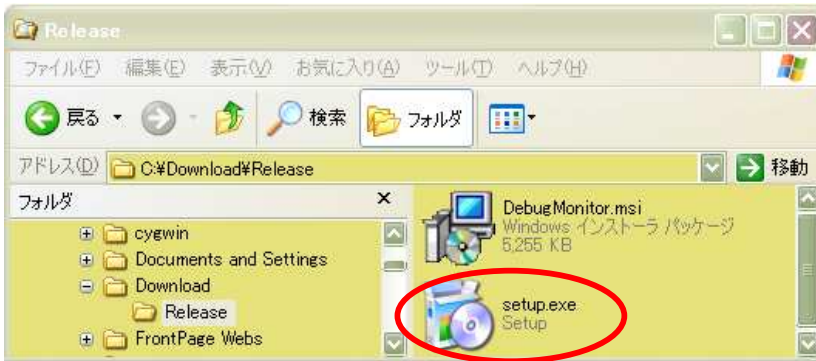 Release
ファイル(F) 編集(E) 表示(V) お気に入り(A) ツール(T) ヘルプ(H)
戻る 検索 フォルダ
アドレス(D) C:¥Download¥Release 移動
フォルダ ×
cygwin
Documents and Settings
Download
Release
FrontPage Webs
DebugMonitor.msi
Windows インストーラ パッケージ
5,255 KB
setup.exe
Setup